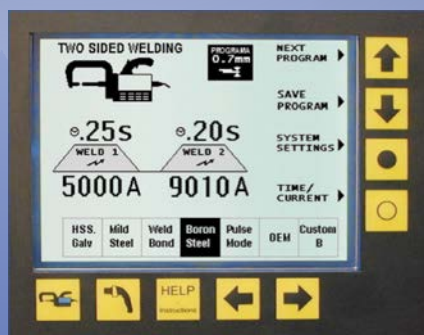 TWO SIDED WELDING
PROGRAMA
0.7mm
NEXT
PROGRAM
SAVE
PROGRAM
.25s
.20s
SYSTEM
SETTINGS
WELD 1
WELD 2
5000A
9010A
TIME/
CURRENT
HSS.
Galv
Mild
Steel
Weld
Bond
Boron
Steel
Pulse
Mode
OEM
Custom
B
HELP
Instructions